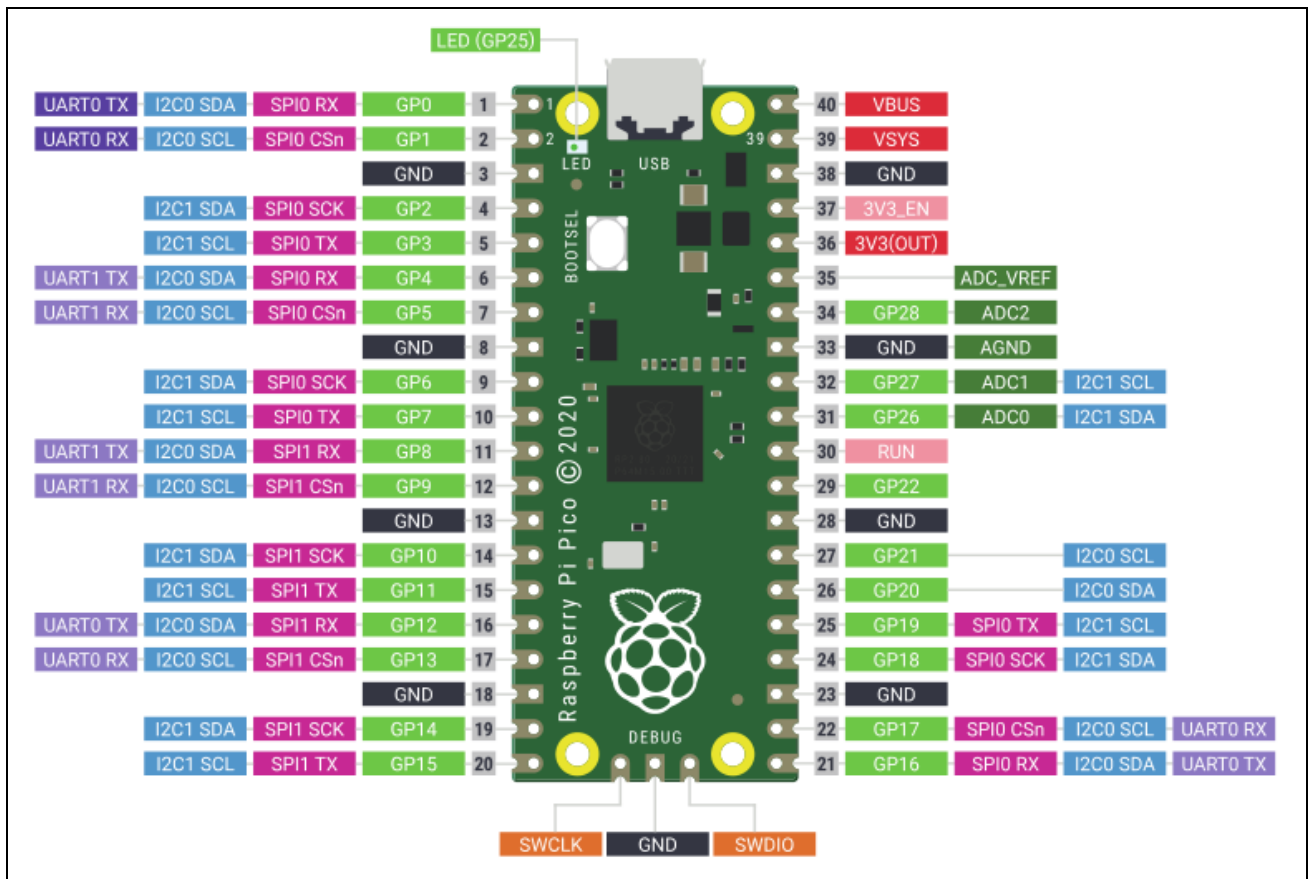 LED (GP25)
UART0 TX I2C0 SDA SPI0 RX GP0 1 1 40 VBUS
UART0 RX I2C0 SCL SPI0 CSn GP1 2 2 39 39 VSYS
LED USB
GND 3 38 GND
I2C1 SDA SPI0 SCK GP2 4 37 3V3_EN
I2C1 SCL SPI0 TX GP3 5 36 3V3(OUT)
BOOTSEL
UART1 TX I2C0 SDA SPI0 RX GP4 6 35 ADC_VREF
UART1 RX I2C0 SCL SPI0 CSn GP5 7 34 GP28 ADC2
GND 8 33 GND AGND
I2C1 SDA SPI0 SCK GP6 9 32 GP27 ADC1 I2C1 SCL
I2C1 SCL SPI0 TX GP7 10 31 GP26 ADC0 I2C1 SDA
UART1 TX I2C0 SDA SPI1 RX GP8 11 30 RUN
UART1 RX I2C0 SCL SPI1 CSn GP9 12 29 GP22
GND 13 28 GND
I2C1 SDA SPI1 SCK GP10 14 27 GP21 I2C0 SCL
I2C1 SCL SPI1 TX GP11 15 26 GP20 I2C0 SDA
Raspberry Pi Pico © 2020
UART0 TX I2C0 SDA SPI1 RX GP12 16 25 GP19 SPI0 TX I2C1 SCL
UART0 RX I2C0 SCL SPI1 CSn GP13 17 24 GP18 SPI0 SCK I2C1 SDA
GND 18 23 GND
I2C1 SDA SPI1 SCK GP14 19 22 GP17 SPI0 CSn I2C0 SCL UART0 RX
DEBUG
I2C1 SCL SPI1 TX GP15 20 21 GP16 SPI0 RX I2C0 SDA UART0 TX
SWCLK GND SWDIO